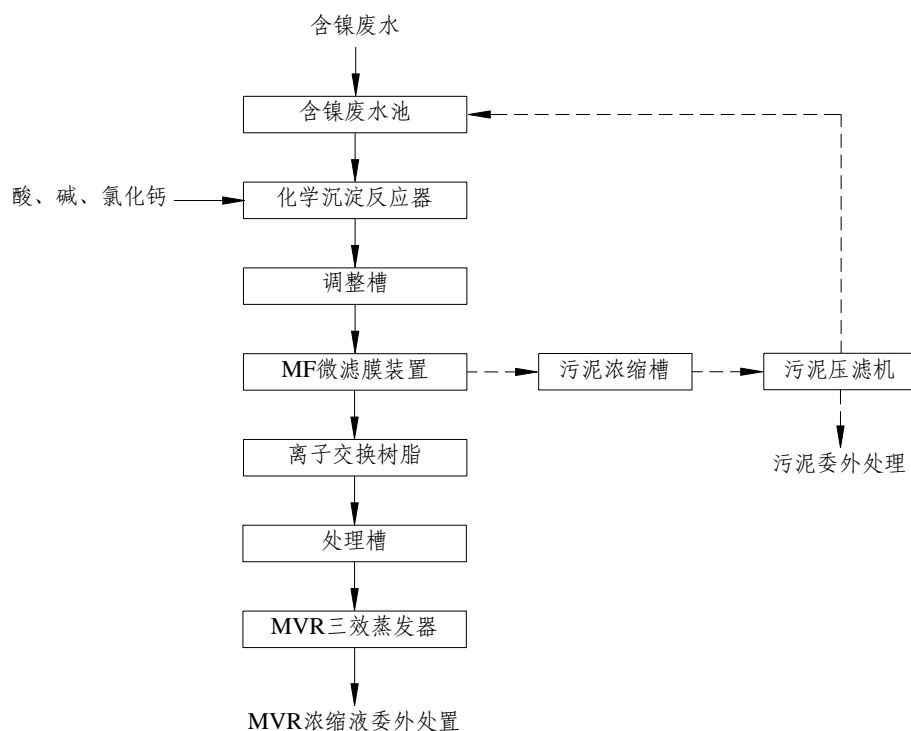 含镍废水
含镍废水池
酸、碱、氯化钙
化学沉淀反应器
调整槽
MF微滤膜装置
污泥浓缩槽
污泥压滤机
离子交换树脂
污泥委外处理
处理槽
MVR三效蒸发器
MVR浓缩液委外处置